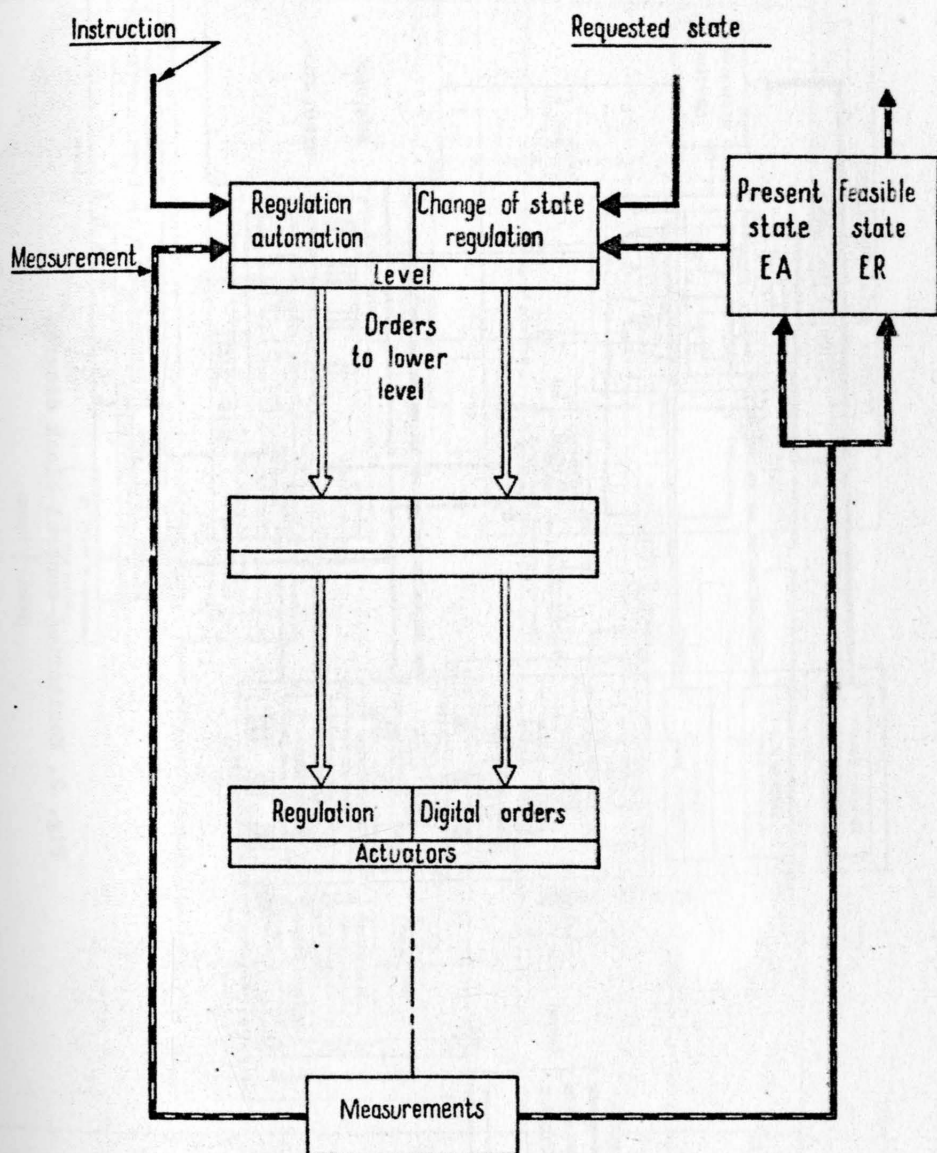 Instruction
Requested state
Regulation
automation
Change of state
regulation
Level
Present
state
EA
Feasible
state
ER
Measurement
Orders
to lower
level
Regulation
Digital orders
Actuators
Measurements